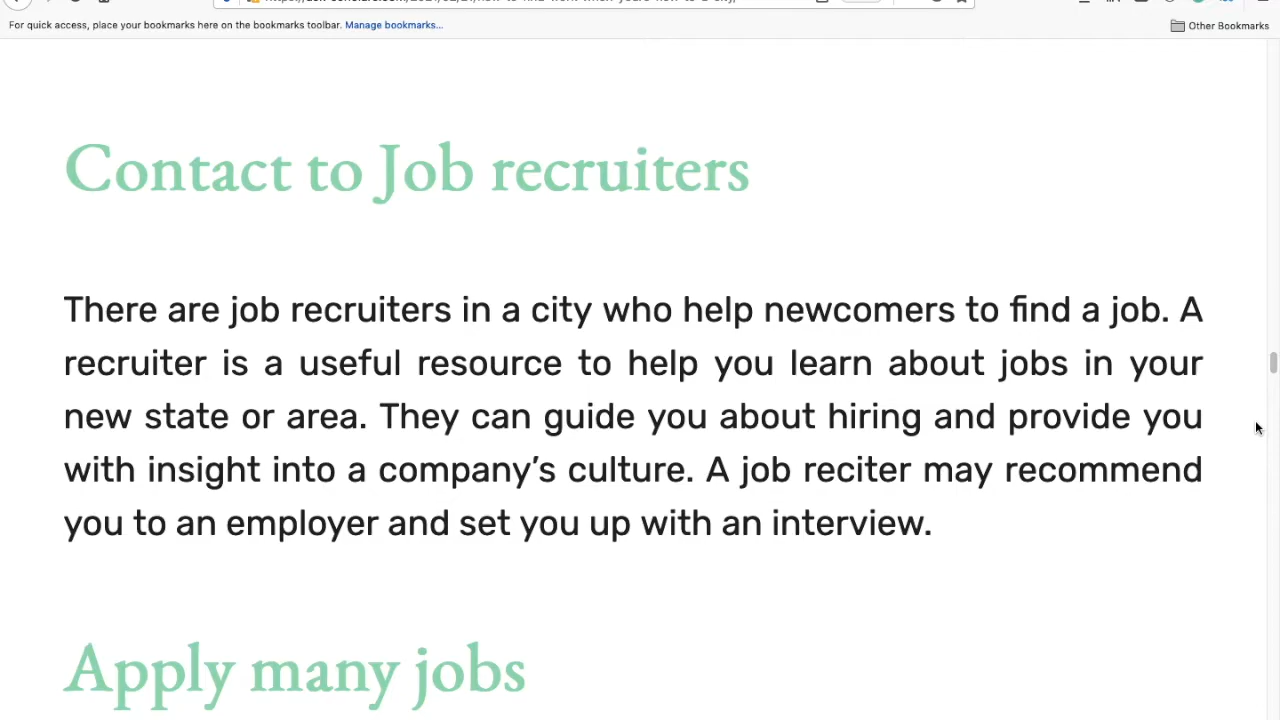 For quick access, place your bookmarks here on the bookmarks toolbar. Manage bookmarks...
Other Bookmarks
Contact to Job recruiters
There are job recruiters in a city who help newcomers to find a job. A
recruiter is a useful resource to help you learn about jobs in your
new state or area. They can guide you about hiring and provide you
with insight into a company’s culture. A job reciter may recommend
you to an employer and set you up with an interview.
Apply many jobs